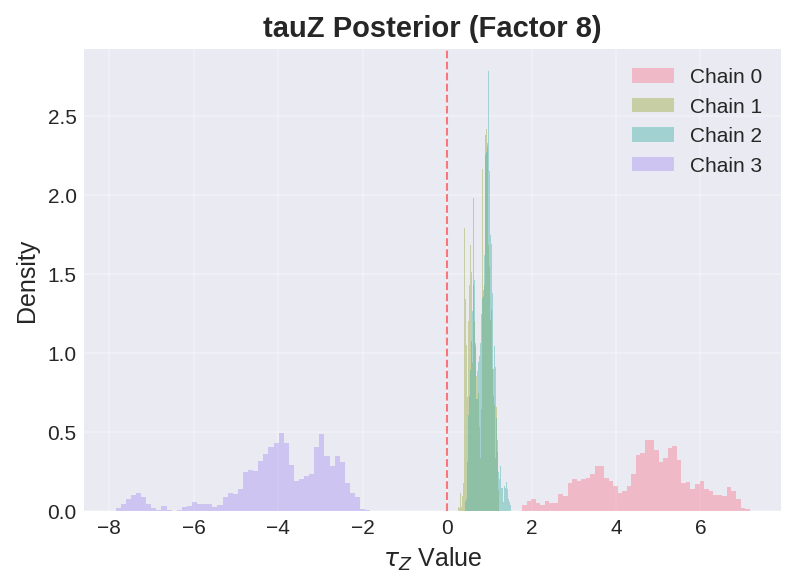 tauZ Posterior (Factor 8)
Chain 0
Chain 1
Chain 2
Chain 3
Density
2.5
2.0
1.5
1.0
0.5
0.0
−8 −6 −4 −2 0 2 4 6
τ_Z Value